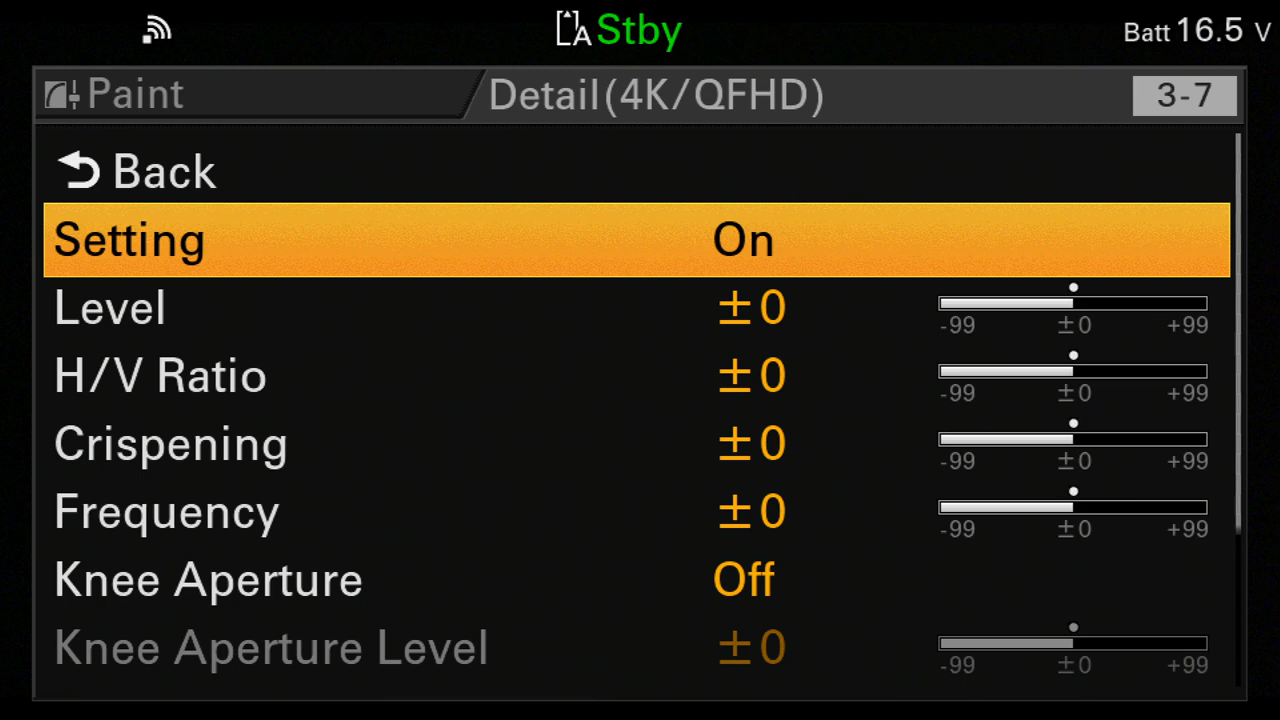 A Stby Batt 16.5 V
Paint Detail(4K/QFHD) 3-7
Back
Setting On
Level ±0
-99 ±0 +99
H/V Ratio ±0
-99 ±0 +99
Crispening ±0
-99 ±0 +99
Frequency ±0
-99 ±0 +99
Knee Aperture Off
Knee Aperture Level ±0
-99 ±0 +99